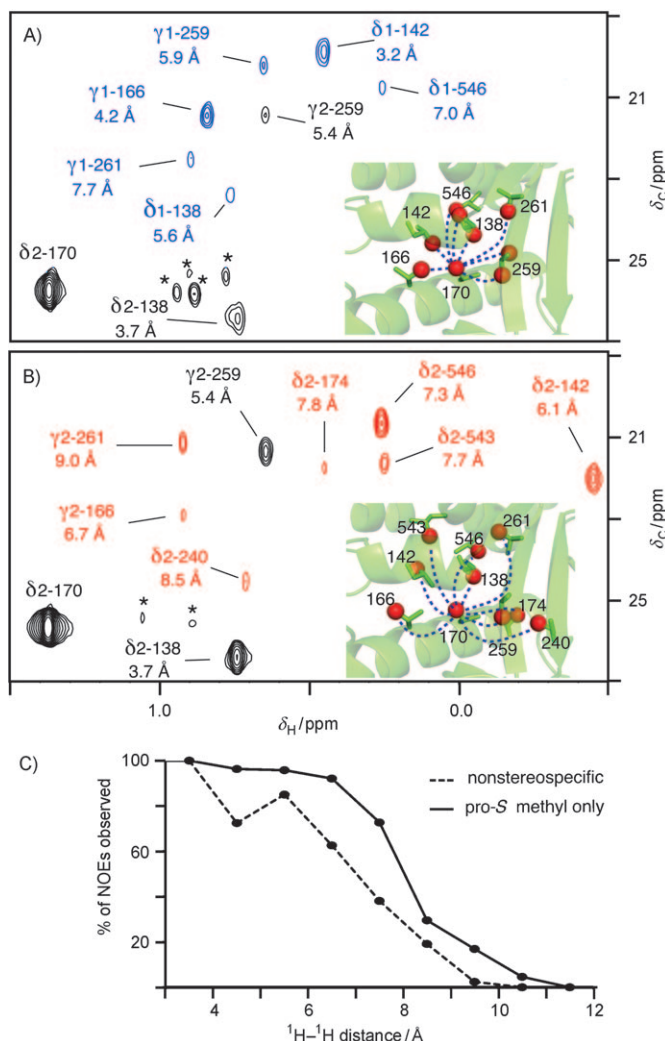 A)
γ1-259
5.9 Å
δ1-142
3.2 Å
γ1-166
4.2 Å
γ2-259
5.4 Å
δ1-546
7.0 Å
21
γ1-261
7.7 Å
δ1-138
5.6 Å
δ2-170
* * * *
δ2-138
3.7 Å
546
261
142
138
166
170
259
25
δC/ppm
B)
γ2-259
5.4 Å
δ2-174
7.8 Å
δ2-546
7.3 Å
δ2-142
6.1 Å
γ2-261
9.0 Å
δ2-543
7.7 Å
21
γ2-166
6.7 Å
δ2-240
8.5 Å
δ2-170
* *
δ2-138
3.7 Å
543
261
546
142
138
166
174
170
259
240
25
δC/ppm
1.0
0.0
δH/ppm
C)
100
80
60
40
20
% of NOEs observed
nonstereospecific
pro-S methyl only
4 6 8 10 12
¹H–¹H distance/Å